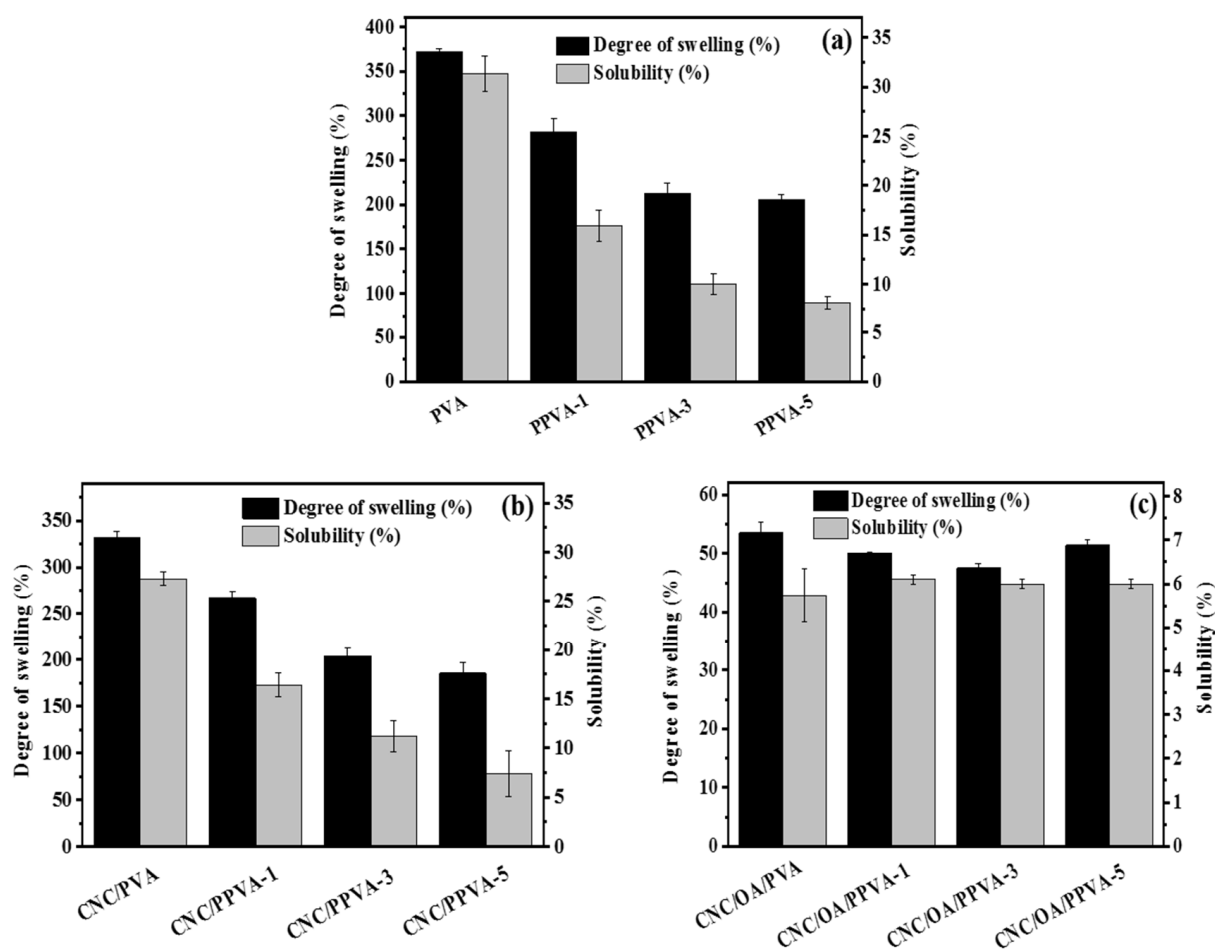 (a)
Degree of swelling (%)
Solubility (%)
Degree of swelling (%)
400
350
300
250
200
150
100
50
0
35
30
25
20
15
10
5
0
Solubility (%)
PVA
PPVA-1
PPVA-3
PPVA-5
(b)
Degree of swelling (%)
Solubility (%)
Degree of swelling (%)
350
300
250
200
150
100
50
0
35
30
25
20
15
10
5
0
Solubility (%)
CNC/PVA
CNC/PPVA-1
CNC/PPVA-3
CNC/PPVA-5
(c)
Degree of swelling (%)
Solubility (%)
Degree of swelling (%)
60
50
40
30
20
10
0
8
7
6
5
4
3
2
1
0
Solubility (%)
CNC/OA/PVA
CNC/OA/PPVA-1
CNC/OA/PPVA-3
CNC/OA/PPVA-5